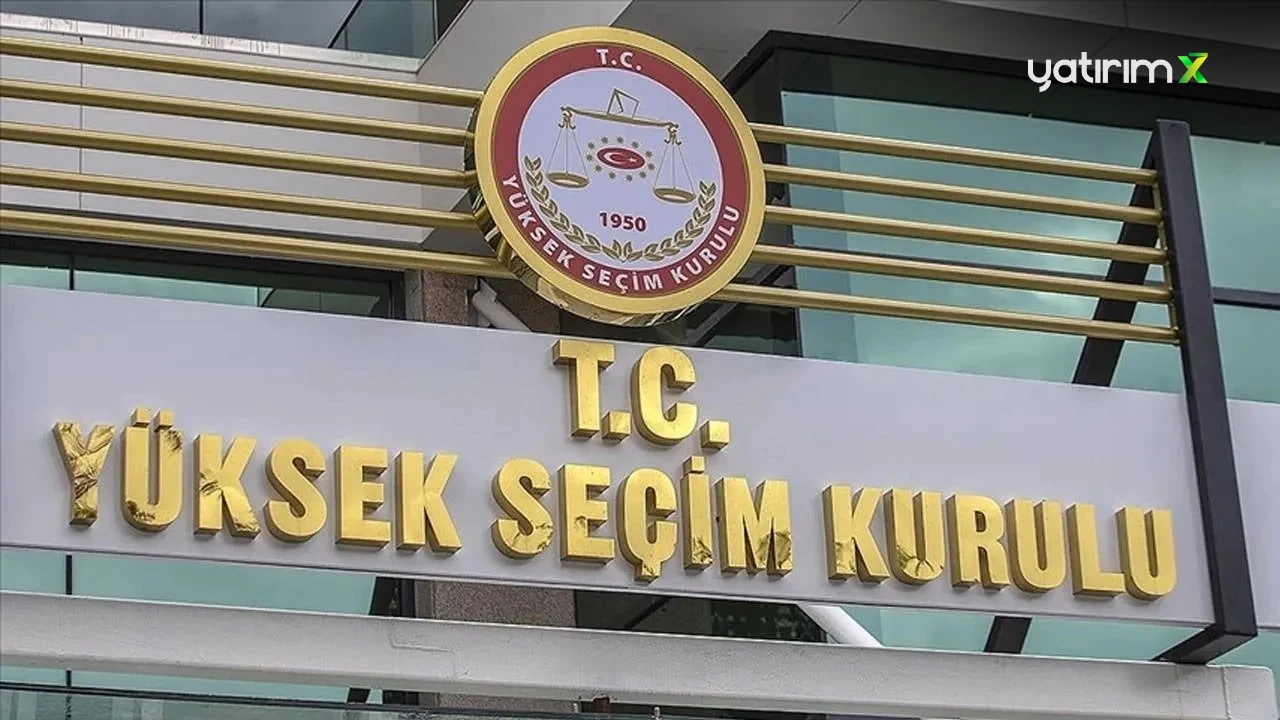 yatırım X
T.C.
1950
YÜKSEK SEÇİM KURULU
T.C.
YÜKSEK SEÇİM KURULU